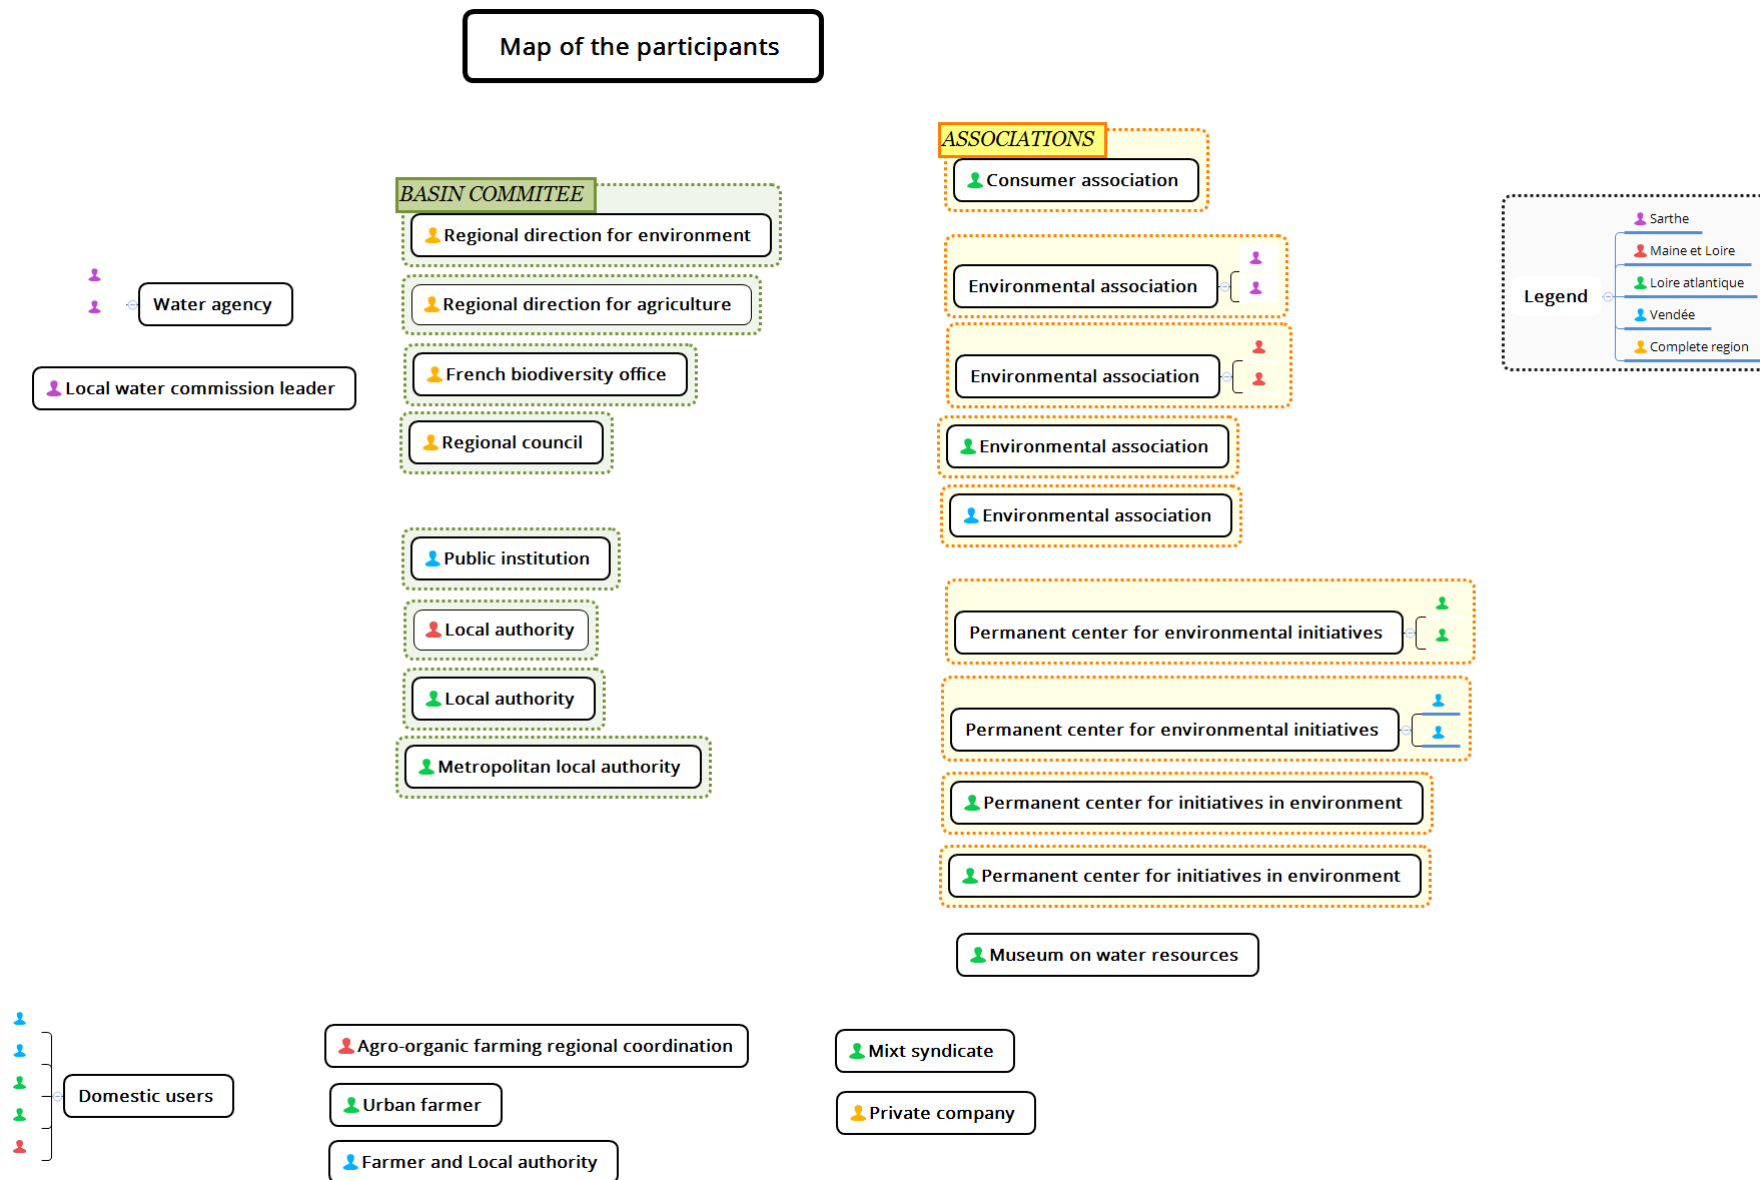 Map of the participants
ASSOCIATIONS
Consumer association
BASIN COMMITEE
Regional direction for environment
Regional direction for agriculture
French biodiversity office
Regional council
Water agency
Local water commission leader
Public institution
Local authority
Local authority
Metropolitan local authority
Environmental association
Environmental association
Environmental association
Environmental association
Permanent center for environmental initiatives
Permanent center for environmental initiatives
Permanent center for initiatives in environment
Permanent center for initiatives in environment
Museum on water resources
Legend
Sarthe
Maine et Loire
Loire atlantique
Vendée
Complete region
Domestic users
Agro-organic farming regional coordination
Urban farmer
Farmer and Local authority
Mixt syndicate
Private company